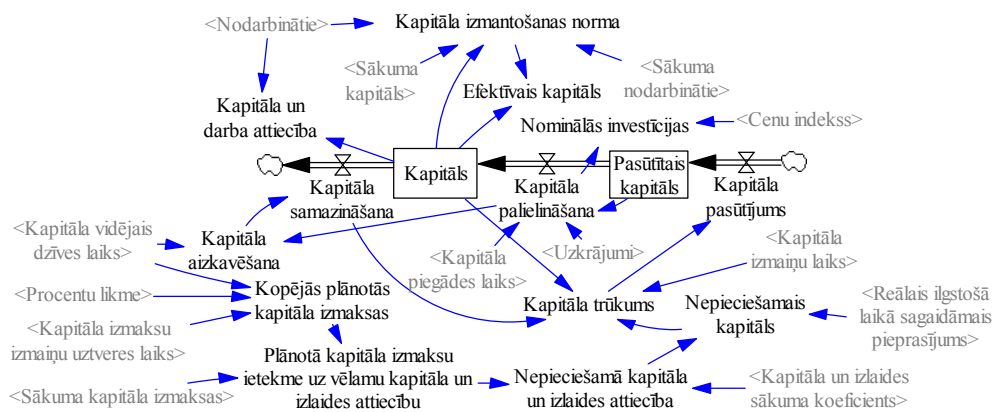 <Nodarbinātie>
Kapitāla izmantošanas norma
<Sākuma
kapitāls>
<Sākuma
nodarbinātie>
Efektīvais kapitāls
Kapitāla un
darba attiecība
Nominālās investīcijas
<Cenu indekss>
Kapitāls
Pasūtītais
kapitāls
Kapitāla
samazināšana
Kapitāla
palielināšana
Kapitāla
pasūtījums
<Kapitāla vidējais
dzīves laiks>
Kapitāla
aizkavēšana
<Kapitāla
piegādes laiks>
<Uzkrājumi>
<Kapitāla
izmaiņu laiks>
<Procentu likme>
Kopējās plānotās
kapitāla izmaksas
Kapitāla trūkums
Nepieciešamais
kapitāls
<Reālais ilgstošā
laikā sagaidāmais
pieprasījums>
<Kapitāla izmaksu
izmaiņu uztveres laiks>
Plānotā kapitāla izmaksu
ietekme uz vēlamu kapitāla un
izlaides attiecību
<Sākuma kapitāla izmaksas>
Nepieciešamā kapitāla
un izlaides attiecība
<Kapitāla un izlaides
sākuma koeficients>